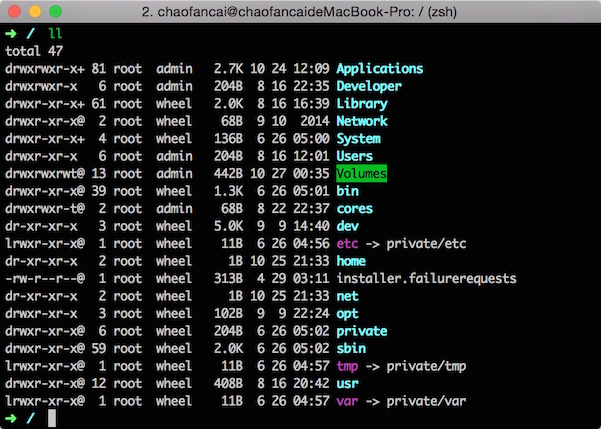 2. chaofancai@chaofancaideMacBook-Pro: / (zsh)
➜ / ll
total 47
drwxrwxr-x+ 81 root  admin   2.7K 10 24 12:09 Applications
drwxrwxr-x   6 root  admin   204B  8 16 22:35 Developer
drwxr-xr-x+ 61 root  wheel   2.0K  8 16 16:39 Library
drwxr-xr-x@  2 root  wheel    68B  9 10  2014 Network
drwxr-xr-x+  4 root  wheel   136B  6 26 05:00 System
drwxr-xr-x   6 root  admin   204B  8 16 12:01 Users
drwxrwxrwt@ 13 root  admin   442B 10 27 00:35 Volumes
drwxr-xr-x@ 39 root  wheel   1.3K  6 26 05:01 bin
drwxrwxr-t@  2 root  admin    68B  8 22 22:37 cores
dr-xr-xr-x   3 root  wheel   5.0K  9  9 14:40 dev
lrwxr-xr-x@  1 root  wheel    11B  6 26 04:56 etc -> private/etc
dr-xr-xr-x   2 root  wheel     1B 10 25 21:33 home
-rw-r--r--@  1 root  wheel   313B  4 29 03:11 installer.failurerequests
dr-xr-xr-x   2 root  wheel     1B 10 25 21:33 net
drwxr-xr-x   3 root  wheel   102B  9  9 22:24 opt
drwxr-xr-x@  6 root  wheel   204B  6 26 05:02 private
drwxr-xr-x@ 59 root  wheel   2.0K  6 26 05:02 sbin
lrwxr-xr-x@  1 root  wheel    11B  6 26 04:57 tmp -> private/tmp
drwxr-xr-x@ 12 root  wheel   408B  8 16 20:42 usr
lrwxr-xr-x@  1 root  wheel    11B  6 26 04:57 var -> private/var
➜ /